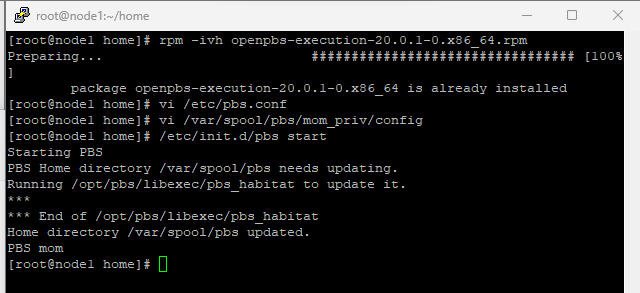 root@node1:~/home
[root@node1 home]# rpm -ivh openpbs-execution-20.0.1-0.x86_64.rpm
Preparing...                          ################################# [100%
]
        package openpbs-execution-20.0.1-0.x86_64 is already installed
[root@node1 home]# vi /etc/pbs.conf
[root@node1 home]# vi /var/spool/pbs/mom_priv/config
[root@node1 home]# /etc/init.d/pbs start
Starting PBS
PBS Home directory /var/spool/pbs needs updating.
Running /opt/pbs/libexec/pbs_habitat to update it.
***
*** End of /opt/pbs/libexec/pbs_habitat
Home directory /var/spool/pbs updated.
PBS mom
[root@node1 home]#